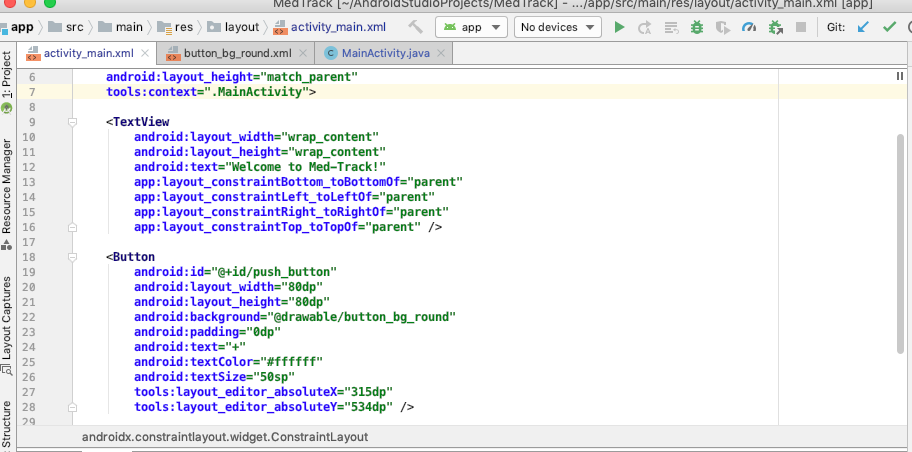 MedTrack [~/AndroidStudioProjects/MedTrack] - .../app/src/main/res/layout/activity_main.xml [app]
app src main res layout activity_main.xml app No devices Git:
activity_main.xml button_bg_round.xml MainActivity.java
1: Project
Resource Manager
Layout Captures
Structure
6 android:layout_height="match_parent"
7 tools:context=".MainActivity">
8
9 <TextView
10 android:layout_width="wrap_content"
11 android:layout_height="wrap_content"
12 android:text="Welcome to Med-Track!"
13 app:layout_constraintBottom_toBottomOf="parent"
14 app:layout_constraintLeft_toLeftOf="parent"
15 app:layout_constraintRight_toRightOf="parent"
16 app:layout_constraintTop_toTopOf="parent" />
17
18 <Button
19 android:id="@+id/push_button"
20 android:layout_width="80dp"
21 android:layout_height="80dp"
22 android:background="@drawable/button_bg_round"
23 android:padding="0dp"
24 android:text="+"
25 android:textColor="#ffffff"
26 android:textSize="50sp"
27 tools:layout_editor_absoluteX="315dp"
28 tools:layout_editor_absoluteY="534dp" />
29
androidx.constraintlayout.widget.ConstraintLayout